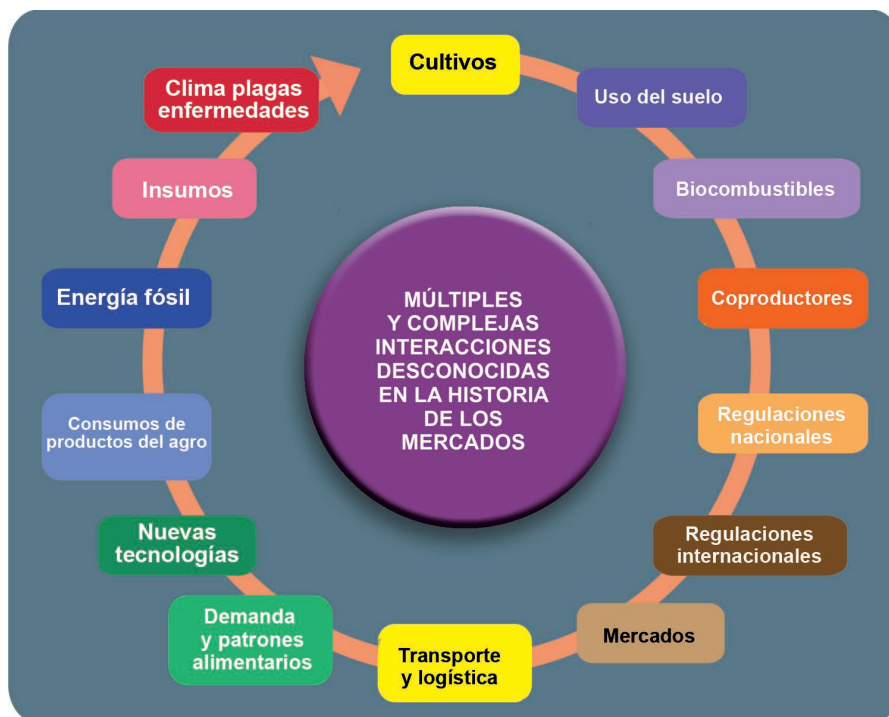 Cultivos
Uso del suelo
Biocombustibles
Coproductores
Regulaciones
nacionales
Regulaciones
internacionales
Mercados
Transporte
y logística
Demanda
y patrones
alimentarios
Nuevas
tecnologías
Consumos de
productos del agro
Energía fósil
Insumos
Clima plagas
enfermedades
MÚLTIPLES
Y COMPLEJAS
INTERACCIONES
DESCONOCIDAS
EN LA HISTORIA
DE LOS
MERCADOS